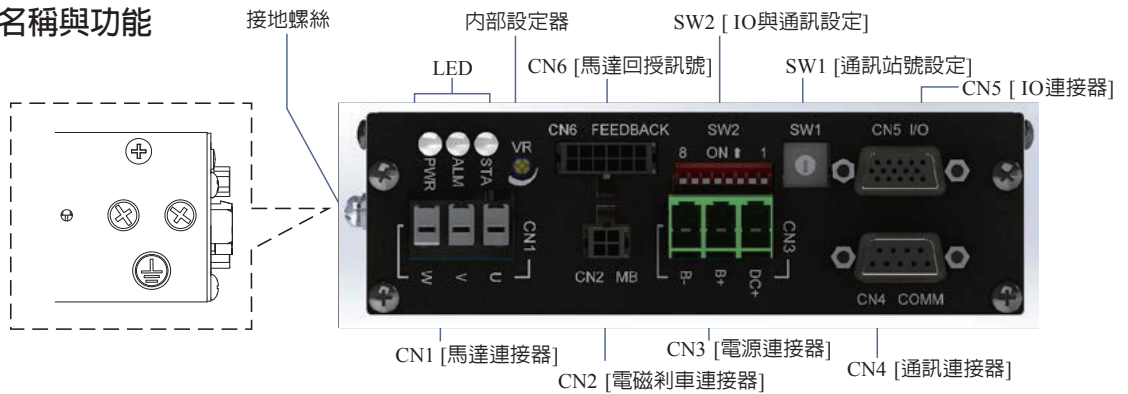 名稱與功能
接地螺絲
內部設定器
SW2 [ IO與通訊設定]
LED
CN6 [馬達回授訊號]
SW1 [通訊站號設定]
CN5 [ IO連接器]
CN6 FEEDBACK
SW2
SW1
CN5 I/O
8 ON⬆ 1
VR
PWR
ALM
STA
CN1
W
V
U
CN2 MB
CN3
B-
B+
DC+
CN4 COMM
CN1 [馬達連接器]
CN3 [電源連接器]
CN4 [通訊連接器]
CN2 [電磁剎車連接器]